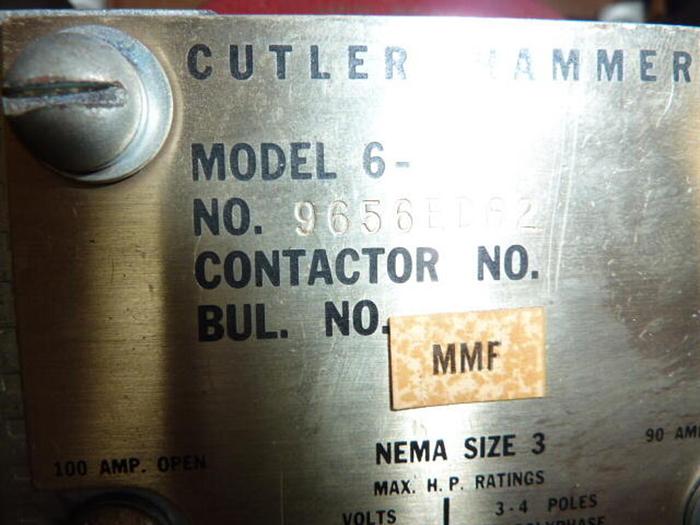 CUTLER HAMMER
MODEL 6-
NO. 9656ED62
CONTACTOR NO.
BUL. NO.
MMF
NEMA SIZE 3
100 AMP. OPEN
90 AM
MAX. H.P. RATINGS
VOLTS
3-4 POLES